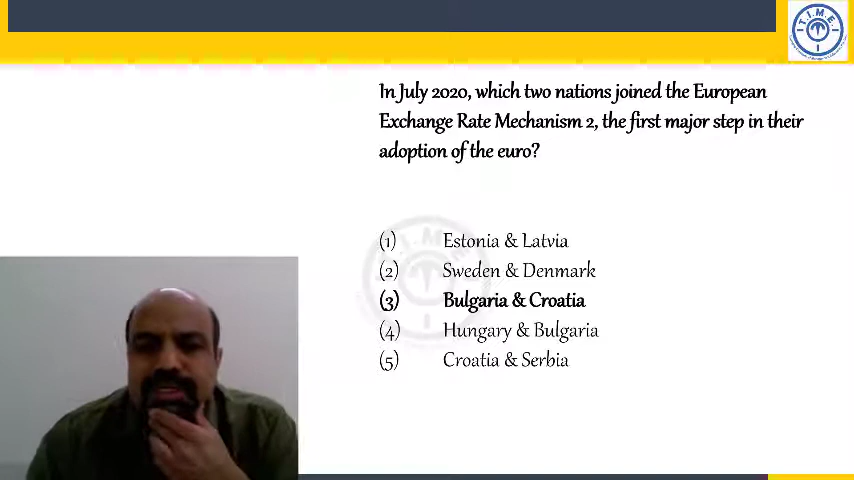 T.I.M.E.
In July 2020, which two nations joined the European
Exchange Rate Mechanism 2, the first major step in their
adoption of the euro?
(1) Estonia & Latvia
(2) Sweden & Denmark
(3) Bulgaria & Croatia
(4) Hungary & Bulgaria
(5) Croatia & Serbia